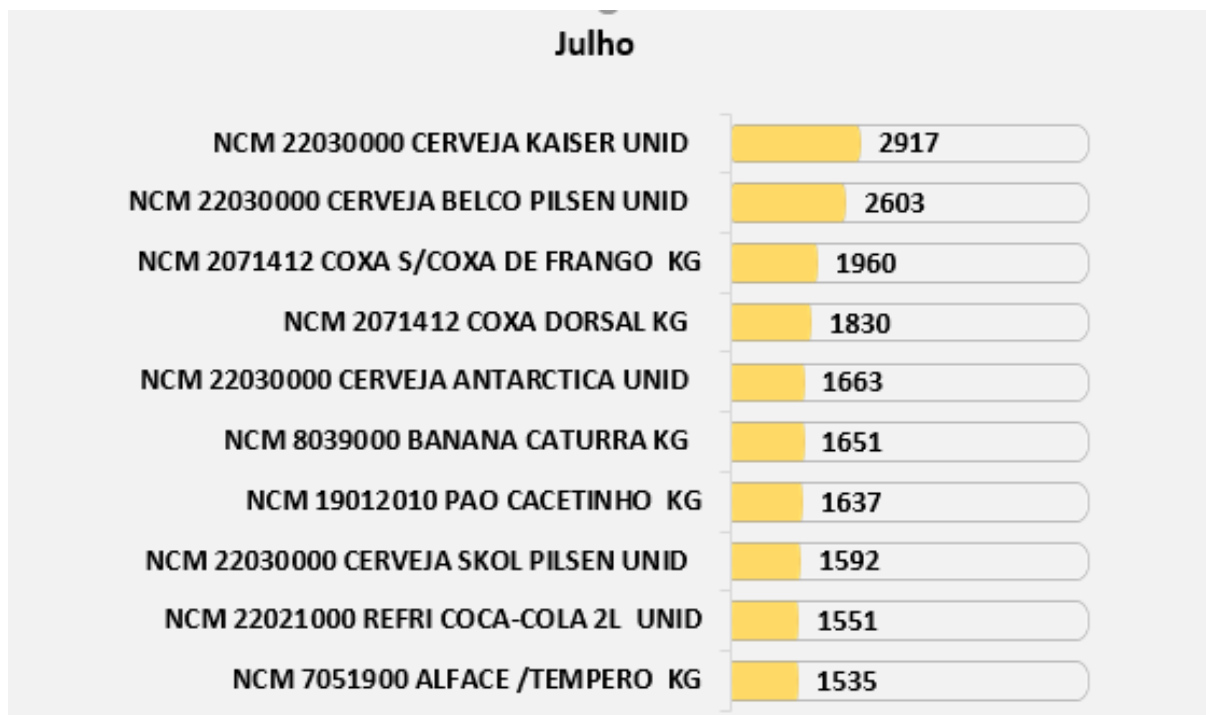 Julho
NCM 22030000 CERVEJA KAISER UNID 2917
NCM 22030000 CERVEJA BELCO PILSEN UNID 2603
NCM 2071412 COXA S/COXA DE FRANGO KG 1960
NCM 2071412 COXA DORSAL KG 1830
NCM 22030000 CERVEJA ANTARCTICA UNID 1663
NCM 8039000 BANANA CATURRA KG 1651
NCM 19012010 PAO CACETINHO KG 1637
NCM 22030000 CERVEJA SKOL PILSEN UNID 1592
NCM 22021000 REFRI COCA-COLA 2L UNID 1551
NCM 7051900 ALFACE /TEMPERO KG 1535